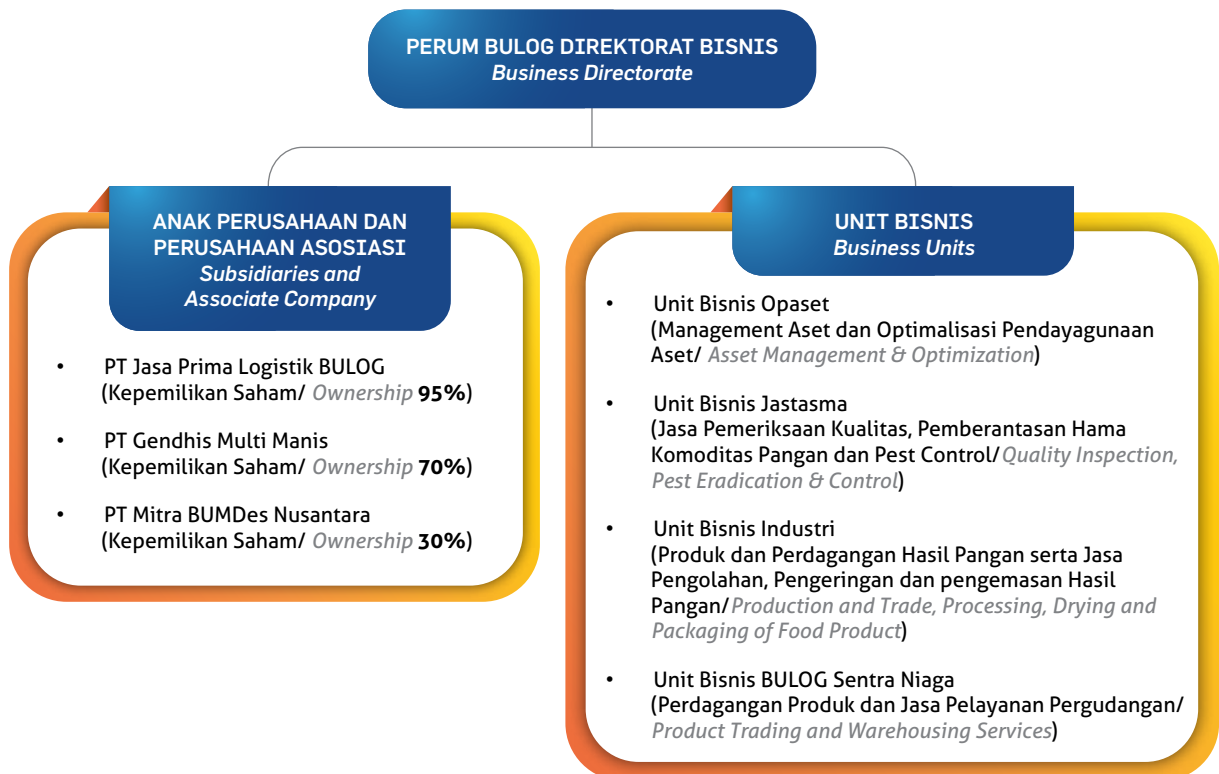 PERUM BULOG DIREKTORAT BISNIS
Business Directorate
ANAK PERUSAHAAN DAN
PERUSAHAAN ASOSIASI
Subsidiaries and
Associate Company
• PT Jasa Prima Logistik BULOG
(Kepemilikan Saham/ Ownership 95%)
• PT Gendhis Multi Manis
(Kepemilikan Saham/ Ownership 70%)
• PT Mitra BUMDes Nusantara
(Kepemilikan Saham/ Ownership 30%)
UNIT BISNIS
Business Units
• Unit Bisnis Opaset
(Management Aset dan Optimalisasi Pendayagunaan
Aset/ Asset Management & Optimization)
• Unit Bisnis Jastasma
(Jasa Pemeriksaan Kualitas, Pemberantasan Hama
Komoditas Pangan dan Pest Control/Quality Inspection,
Pest Eradication & Control)
• Unit Bisnis Industri
(Produk dan Perdagangan Hasil Pangan serta Jasa
Pengolahan, Pengeringan dan pengemasan Hasil
Pangan/Production and Trade, Processing, Drying and
Packaging of Food Product)
• Unit Bisnis BULOG Sentra Niaga
(Perdagangan Produk dan Jasa Pelayanan Pergudangan/
Product Trading and Warehousing Services)